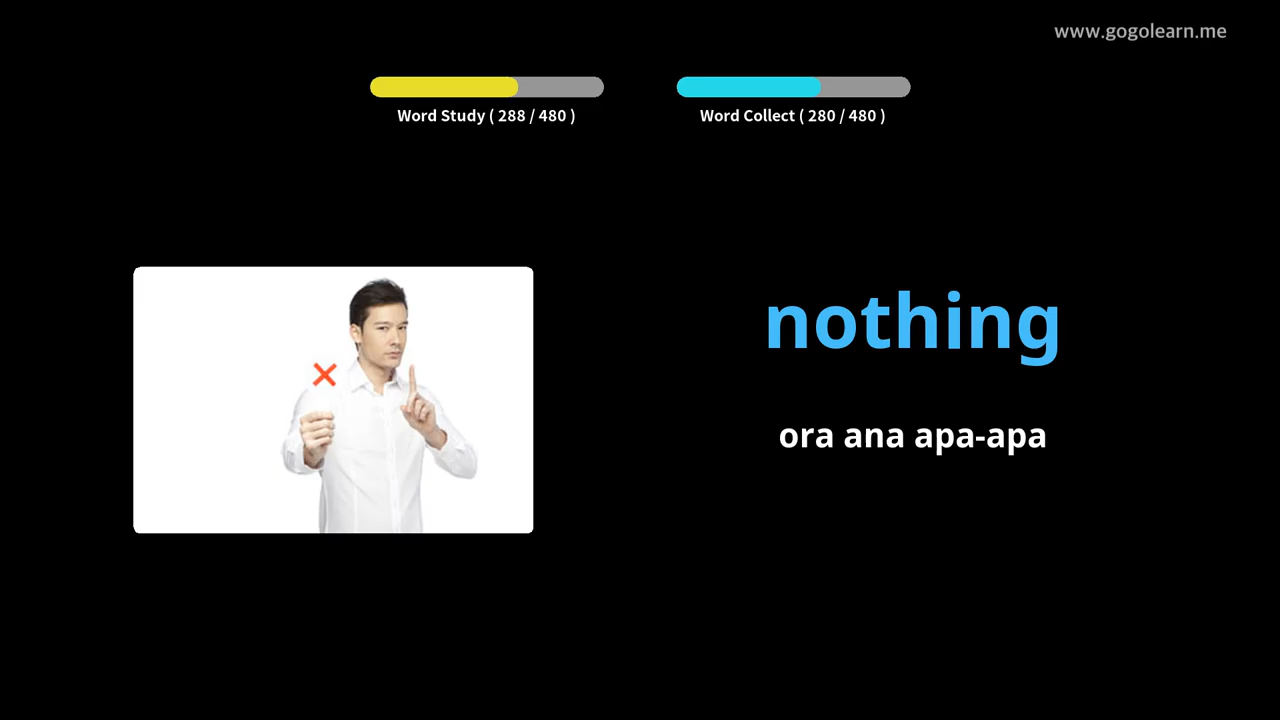 www.gogolearn.me
Word Study ( 288 / 480 )
Word Collect ( 280 / 480 )
nothing
ora ana apa-apa